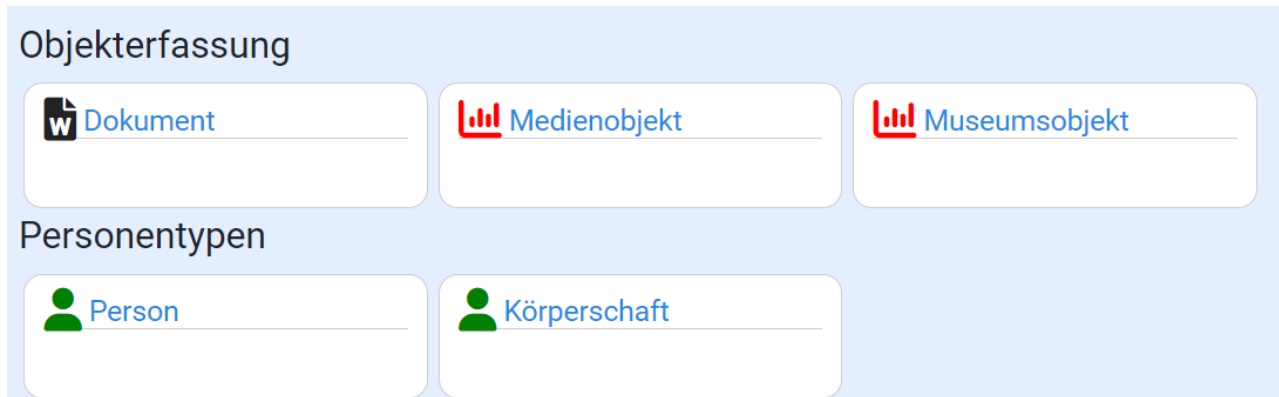 Objekterfassung
Dokument
Medienobjekt
Museumsobjekt
Personentypen
Person
Körperschaft